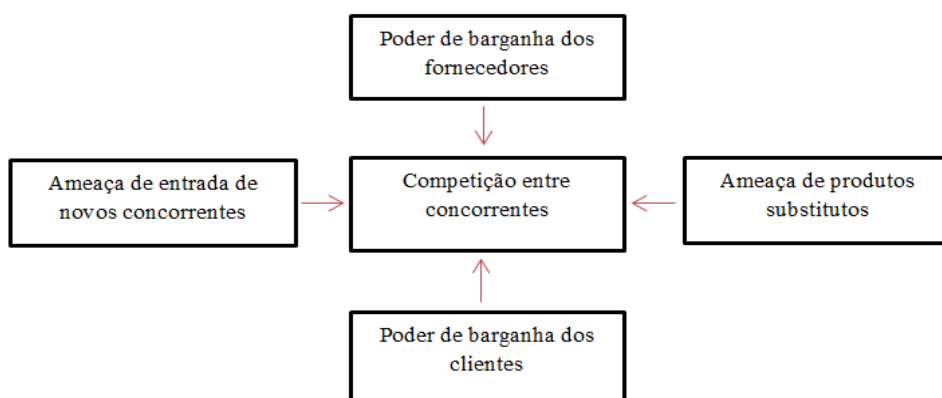 Poder de barganha dos
fornecedores
Ameaça de entrada de
novos concorrentes
Competição entre
concorrentes
Ameaça de produtos
substitutos
Poder de barganha dos
clientes